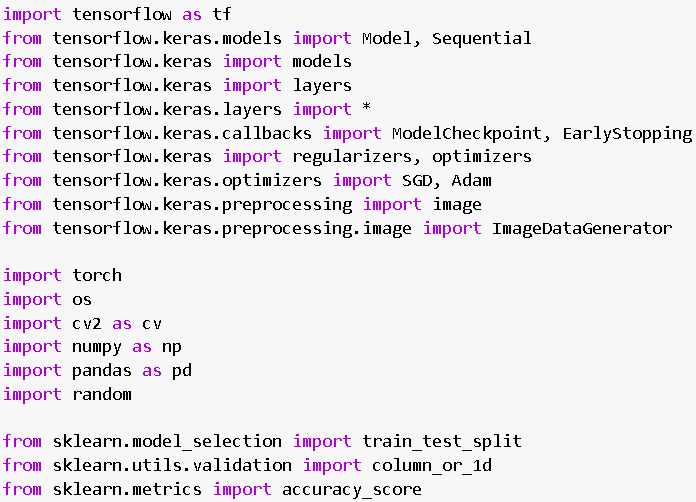 import tensorflow as tf
from tensorflow.keras.models import Model, Sequential
from tensorflow.keras import models
from tensorflow.keras import layers
from tensorflow.keras.layers import *
from tensorflow.keras.callbacks import ModelCheckpoint, EarlyStopping
from tensorflow.keras import regularizers, optimizers
from tensorflow.keras.optimizers import SGD, Adam
from tensorflow.keras.preprocessing import image
from tensorflow.keras.preprocessing.image import ImageDataGenerator
import torch
import os
import cv2 as cv
import numpy as np
import pandas as pd
import random
from sklearn.model_selection import train_test_split
from sklearn.utils.validation import column_or_1d
from sklearn.metrics import accuracy_score